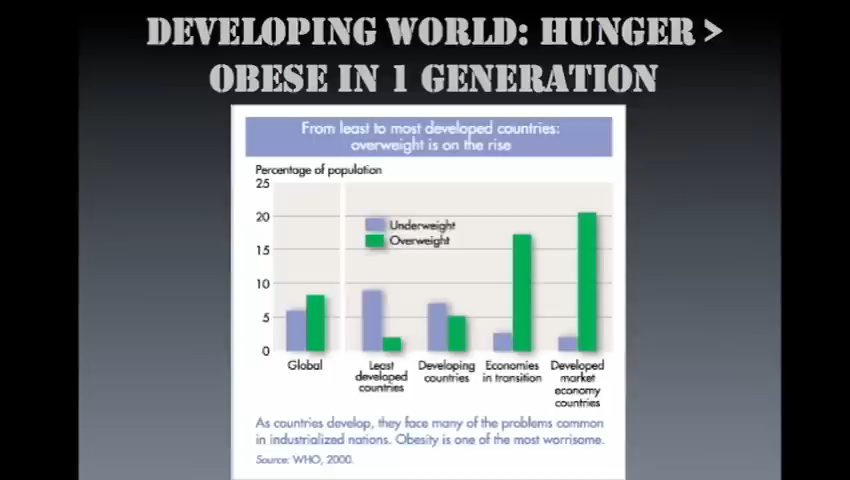 DEVELOPING WORLD: HUNGER >
OBESE IN 1 GENERATION
From least to most developed countries:
overweight is on the rise
Percentage of population
25
20
15
10
5
0
Underweight
Overweight
Global
Least
developed
countries
Developing
countries
Economies
in transition
Developed
market
economy
countries
As countries develop, they face many of the problems common
in industrialized nations. Obesity is one of the most worrisome.
Source: WHO, 2000.